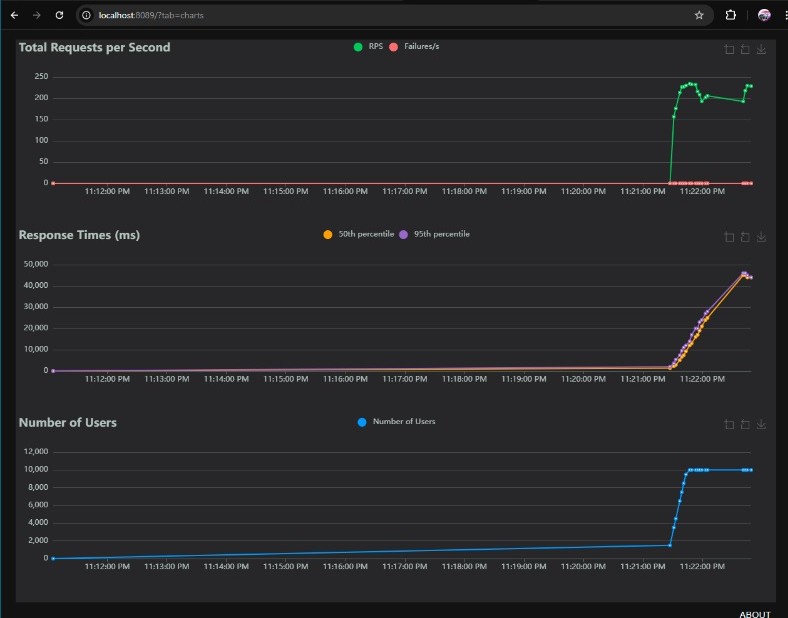 localhost:8089/?tab=charts
Total Requests per Second
RPS Failures/s
250
200
150
100
50
0
11:12:00 PM 11:13:00 PM 11:14:00 PM 11:15:00 PM 11:16:00 PM 11:17:00 PM 11:18:00 PM 11:19:00 PM 11:20:00 PM 11:21:00 PM 11:22:00 PM
Response Times (ms)
50th percentile 95th percentile
50,000
40,000
30,000
20,000
10,000
0
11:12:00 PM 11:13:00 PM 11:14:00 PM 11:15:00 PM 11:16:00 PM 11:17:00 PM 11:18:00 PM 11:19:00 PM 11:20:00 PM 11:21:00 PM 11:22:00 PM
Number of Users
Number of Users
12,000
10,000
8,000
6,000
4,000
2,000
0
11:12:00 PM 11:13:00 PM 11:14:00 PM 11:15:00 PM 11:16:00 PM 11:17:00 PM 11:18:00 PM 11:19:00 PM 11:20:00 PM 11:21:00 PM 11:22:00 PM
ABOUT